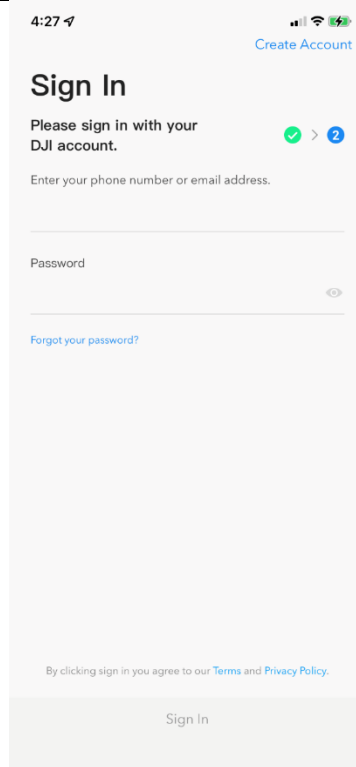 4:27
Create Account
Sign In
Please sign in with your
DJI account.
2
Enter your phone number or email address.
Password
Forgot your password?
By clicking sign in you agree to our Terms and Privacy Policy.
Sign In